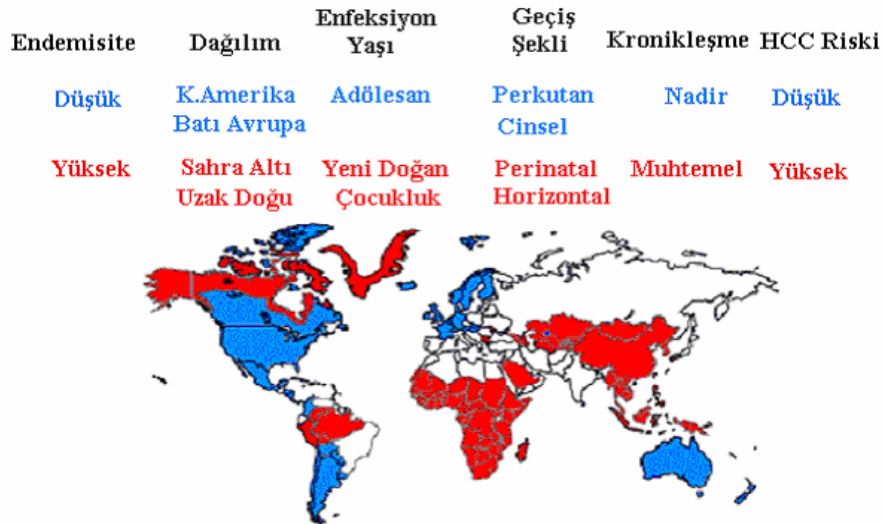 Endemisite Dağılım Enfeksiyon Yaşı Geçiş Şekli Kronikleşme HCC Riski
Düşük K.Amerika Batı Avrupa Adölesan Perkutan Cinsel Nadir Düşük
Yüksek Sahra Altı Uzak Doğu Yeni Doğan Çocukluk Perinatal Horizontal Muhtemel Yüksek